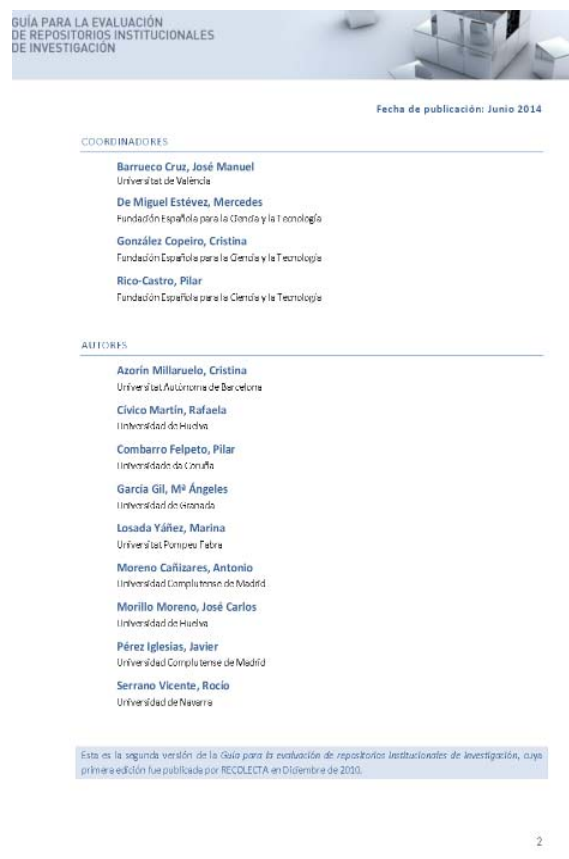 GUÍA PARA LA EVALUACIÓN
DE REPOSITORIOS INSTITUCIONALES
DE INVESTIGACIÓN
Fecha de publicación: Junio 2014
COORDINADORES
Barrueco Cruz, José Manuel
Universitat de València
De Miguel Estévez, Mercedes
Fundación Española para la Ciencia y la Tecnología
González Copeiro, Cristina
Fundación Española para la Ciencia y la Tecnología
Rico-Castro, Pilar
Fundación Española para la Ciencia y la Tecnología
AUTORES
Azorín Millaruelo, Cristina
Universitat Autònoma de Barcelona
Cívico Martín, Rafaela
Universidad de Huelva
Combarro Felpeto, Pilar
Universidade da Coruña
García Gil, Mª Ángeles
Universidad de Granada
Losada Yáñez, Marina
Universitat Pompeu Fabra
Moreno Cañizares, Antonio
Universidad Complutense de Madrid
Morillo Moreno, José Carlos
Universidad de Huelva
Pérez Iglesias, Javier
Universidad Complutense de Madrid
Serrano Vicente, Rocío
Universidad de Navarra
Esta es la segunda versión de la Guía para la evaluación de repositorios institucionales de investigación, cuya
primera edición fue publicada por RECOLECTA en Diciembre de 2010.
2